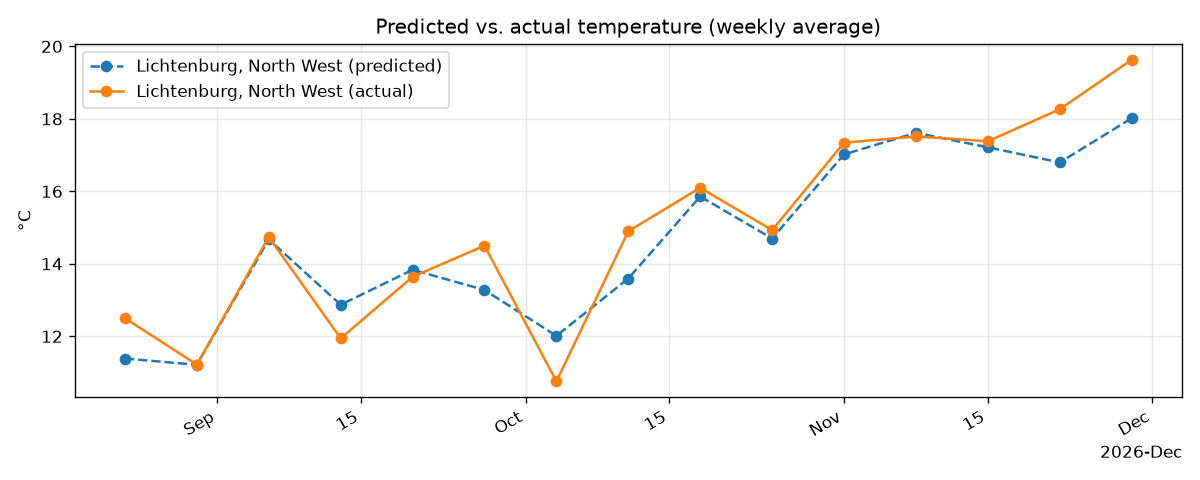 Predicted vs. actual temperature (weekly average)
Lichtenburg, North West (predicted)
Lichtenburg, North West (actual)
°C
20
18
16
14
12
Sep
15
Oct
15
Nov
15
Dec
2026-Dec